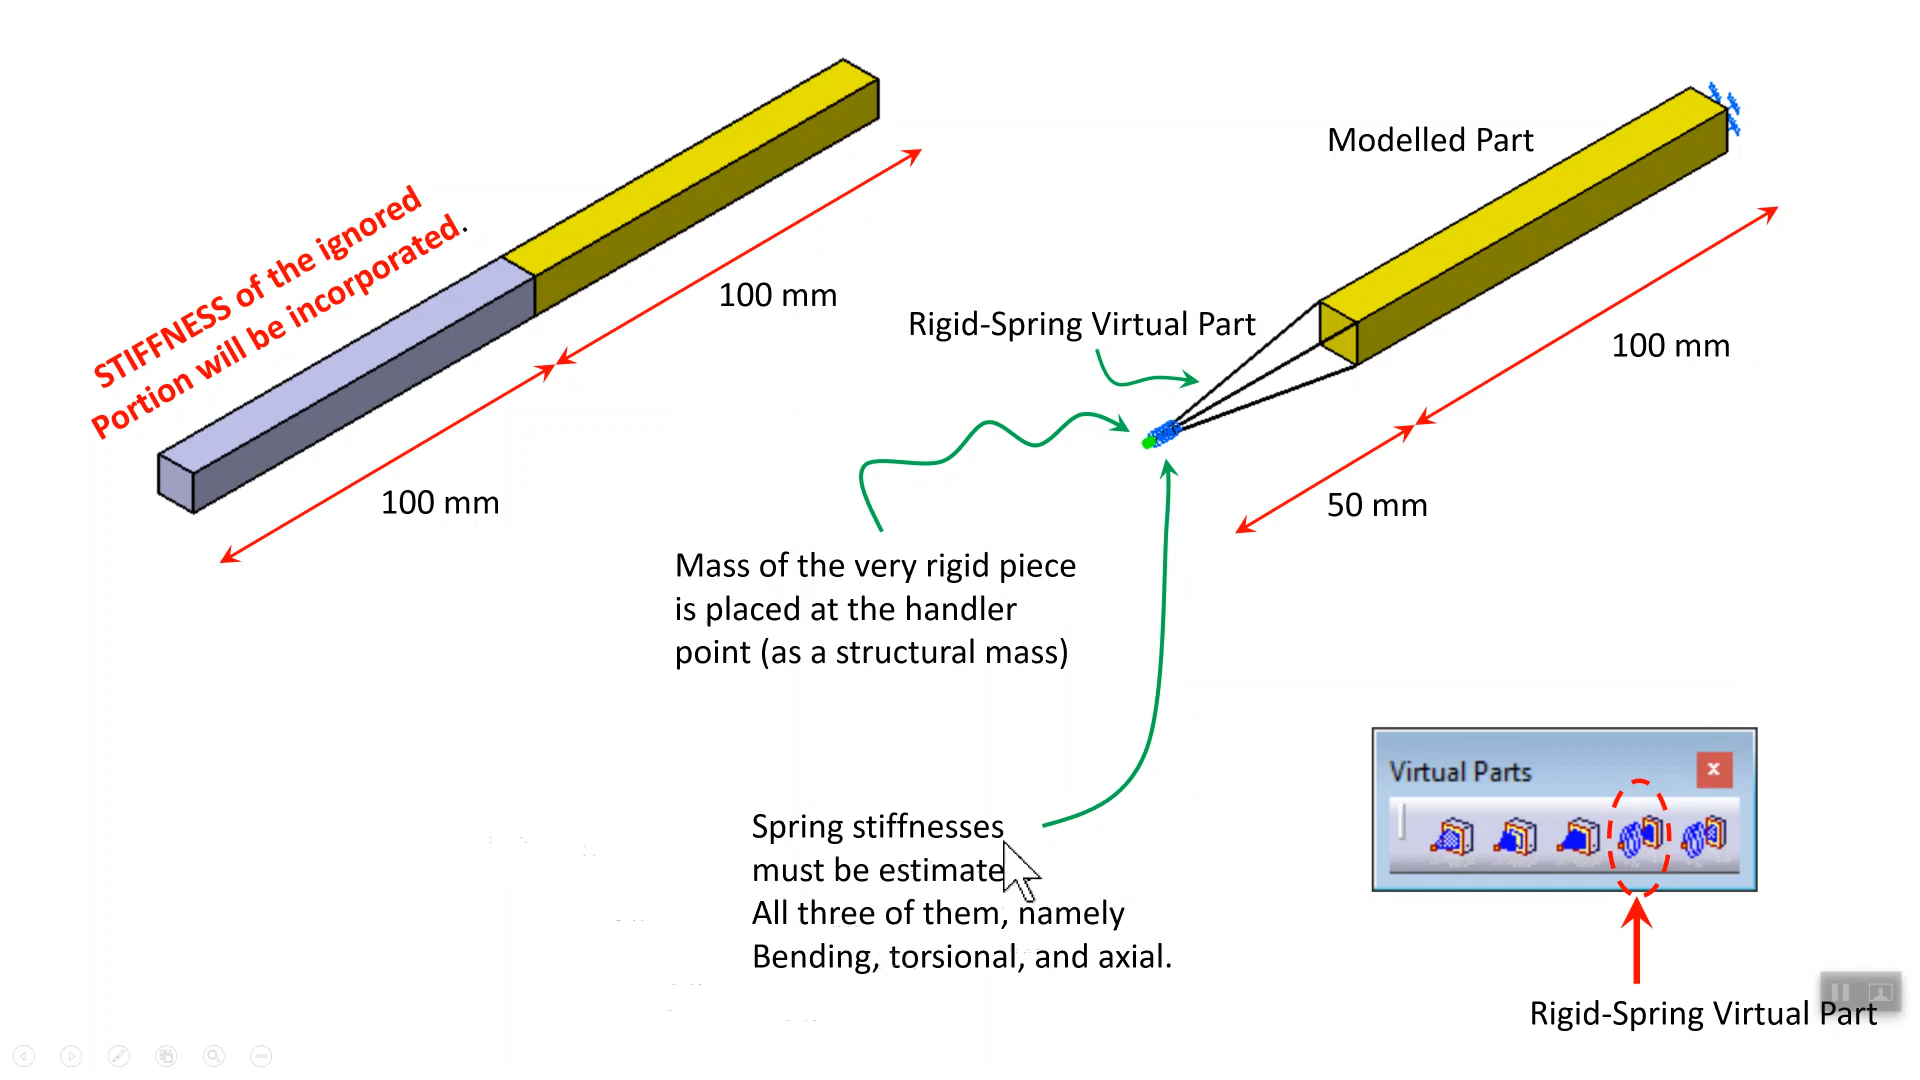 STIFFNESS of the ignored
Portion will be incorporated.
100 mm
100 mm
Modelled Part
Rigid-Spring Virtual Part
100 mm
50 mm
Mass of the very rigid piece
is placed at the handler
point (as a structural mass)
Spring stiffnesses
must be estimate
All three of them, namely
Bending, torsional, and axial.
Virtual Parts
x
Rigid-Spring Virtual Part